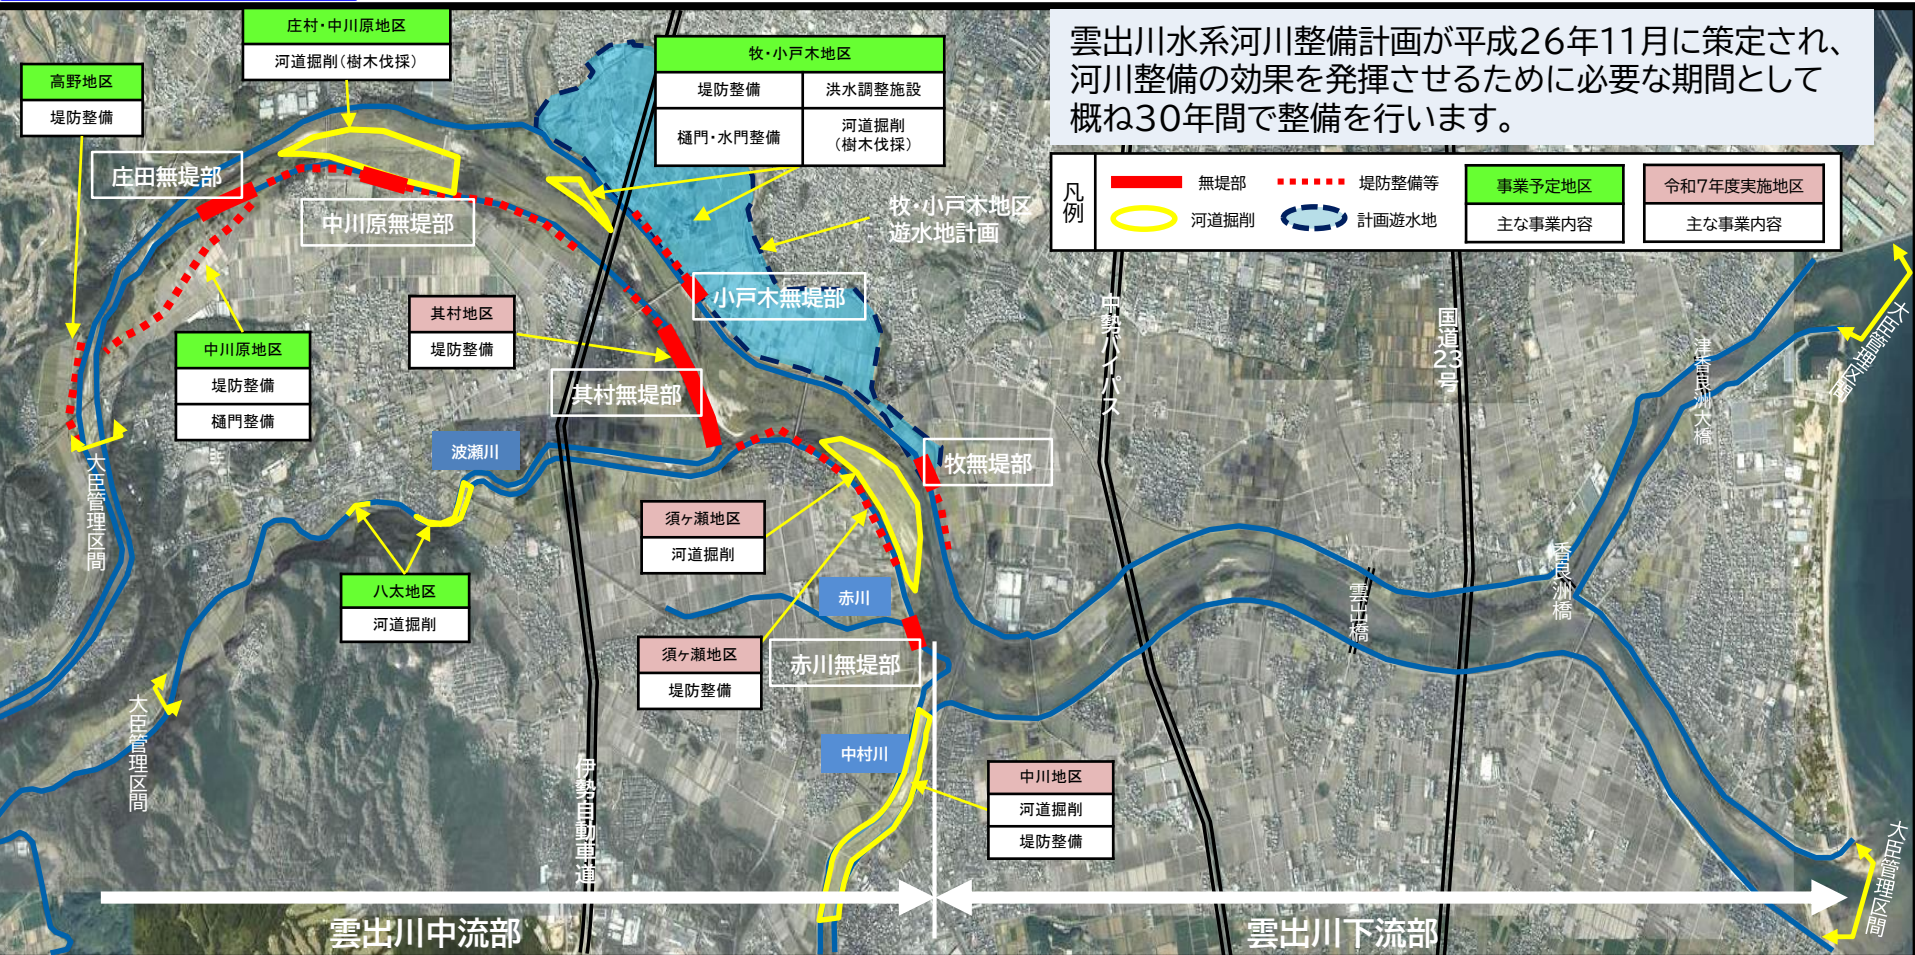 雲出川水系河川整備計画が平成26年11月に策定され、
河川整備の効果を発揮させるために必要な期間として
概ね30年間で整備を行います。
凡例
無堤部
堤防整備等
河道掘削
計画遊水地
事業予定地区
主な事業内容
令和7年度実施地区
主な事業内容
庄村・中川原地区
河道掘削(樹木伐採)
高野地区
堤防整備
牧・小戸木地区
堤防整備
洪水調整施設
樋門・水門整備
河道掘削
(樹木伐採)
庄田無堤部
中川原無堤部
牧・小戸木地区
遊水地計画
小戸木無堤部
其村地区
堤防整備
中川原地区
堤防整備
樋門整備
其村無堤部
波瀬川
牧無堤部
大臣管理区間
須ヶ瀬地区
河道掘削
八太地区
河道掘削
赤川
須ヶ瀬地区
堤防整備
赤川無堤部
大臣管理区間
中村川
中川地区
河道掘削
堤防整備
伊勢自動車道
中勢バイパス
国道23号
津香良洲大橋
大臣管理区間
香良洲橋
雲出橋
大臣管理区間
雲出川中流部
雲出川下流部